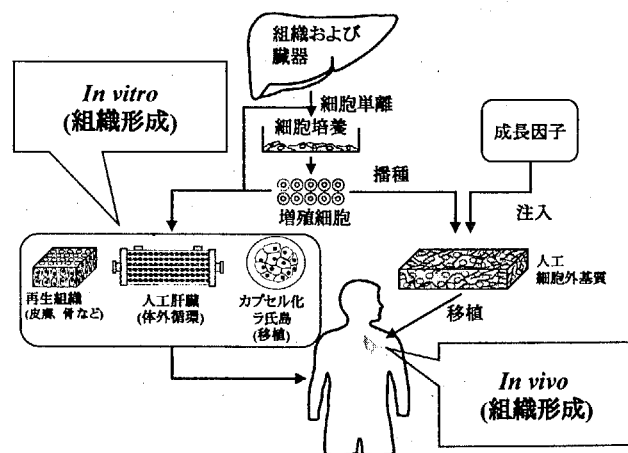 組織および
臓器
細胞単離
細胞培養
In vitro
(組織形成)
成長因子
播種
増殖細胞
注入
再生組織
(皮膚、骨など)
人工肝臓
(体外循環)
カプセル化
ラ氏島
(移植)
人工
細胞外基質
移植
In vivo
(組織形成)